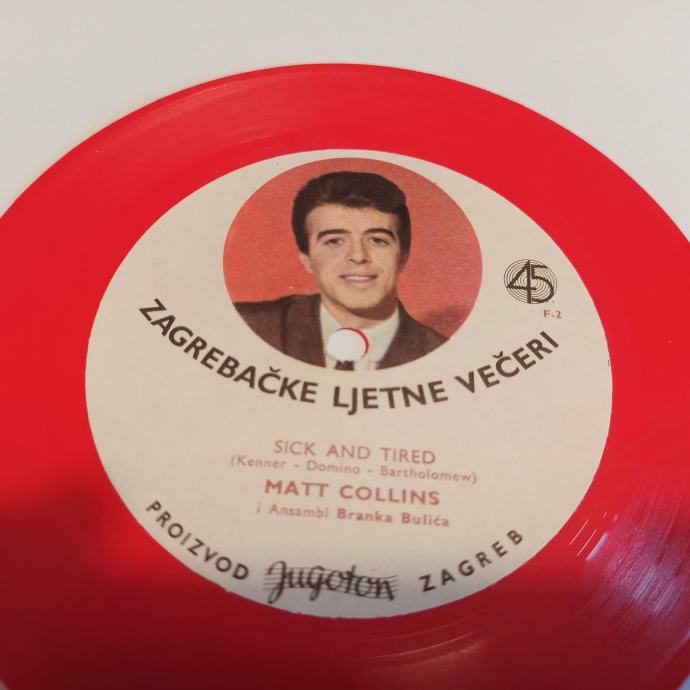 45
F-2
ZAGREBAČKE LJETNE VEČERI
SICK AND TIRED
(Kenner - Domino - Bartholomew)
MATT COLLINS
i Ansambl Branka Bulića
PROIZVOD Jugoton ZAGREB